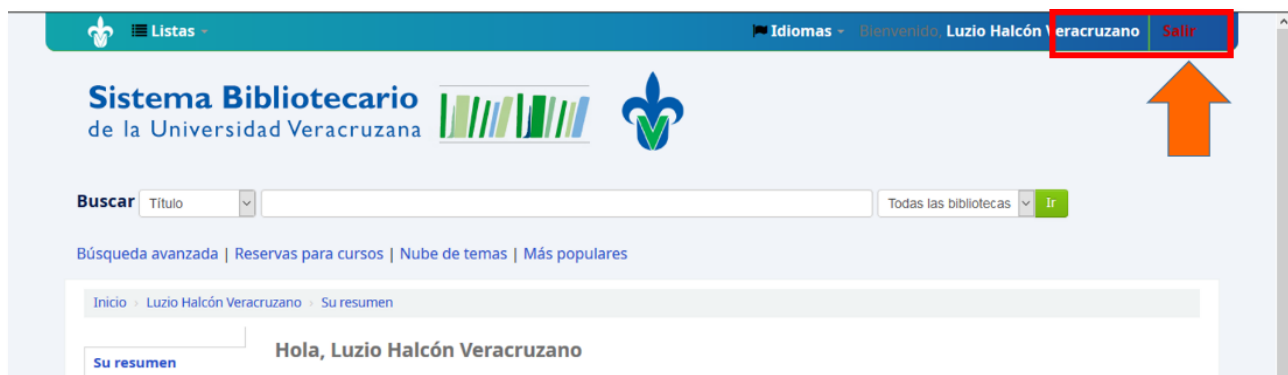 Listas Idiomas Bienvenido, Luzio Halcón Veracruzano Salir
Sistema Bibliotecario
de la Universidad Veracruzana
Buscar Título Todas las bibliotecas Ir
Búsqueda avanzada | Reservas para cursos | Nube de temas | Más populares
Inicio › Luzio Halcón Veracruzano › Su resumen
Hola, Luzio Halcón Veracruzano
Su resumen